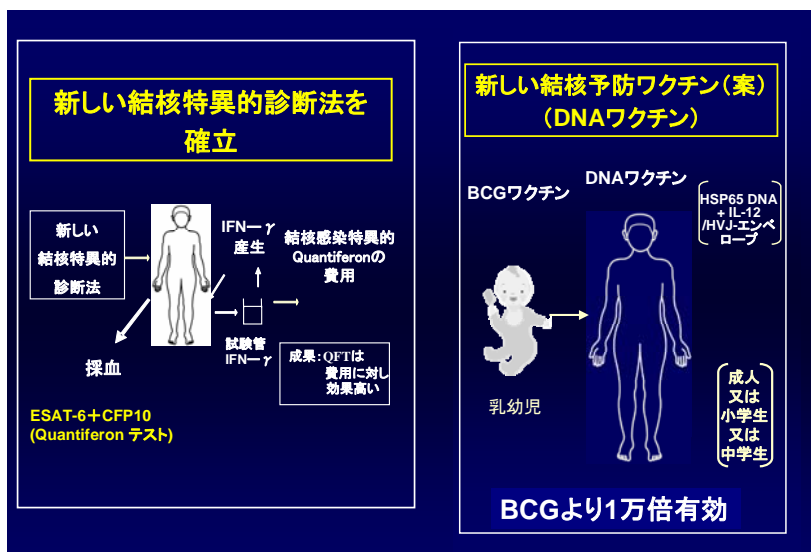 新しい結核特異的診断法を
確立
新しい
結核特異的
診断法
IFN－γ
産生
結核感染特異的
Quantiferonの
費用
採血
試験管
IFN－γ
成果：QFTは
費用に対し
効果高い
ESAT-6＋CFP10
(Quantiferon テスト)
新しい結核予防ワクチン（案）
（DNAワクチン）
BCGワクチン
DNAワクチン
HSP65 DNA
+ IL-12
/HVJ-エンベ
ロープ
乳幼児
成人
又は
小学生
又は
中学生
BCGより1万倍有効